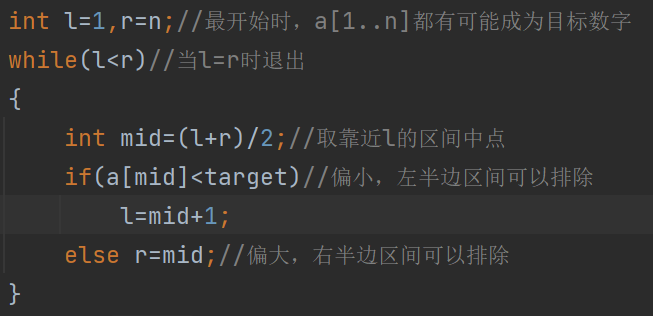 int l=1,r=n;//最开始时，a[1..n]都有可能成为目标数字
while(l<r)//当l=r时退出
{
    int mid=(l+r)/2;//取靠近l的区间中点
    if(a[mid]<target)//偏小，左半边区间可以排除
        l=mid+1;
    else r=mid;//偏大，右半边区间可以排除
}